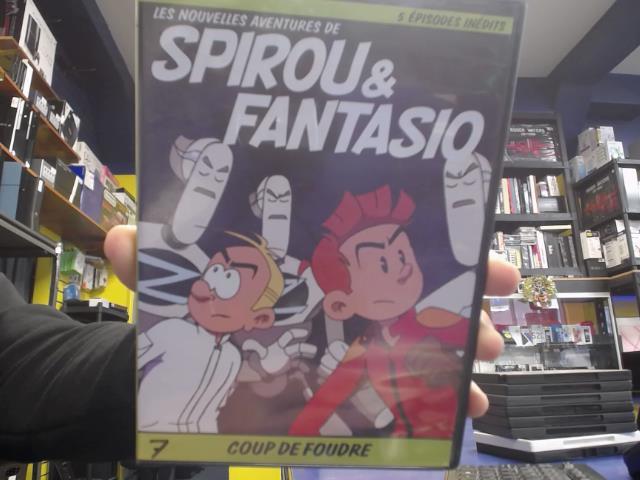 LES NOUVELLES AVENTURES DE
5 ÉPISODES INÉDITS
SPIROU &
FANTASIO
7
COUP DE FOUDRE